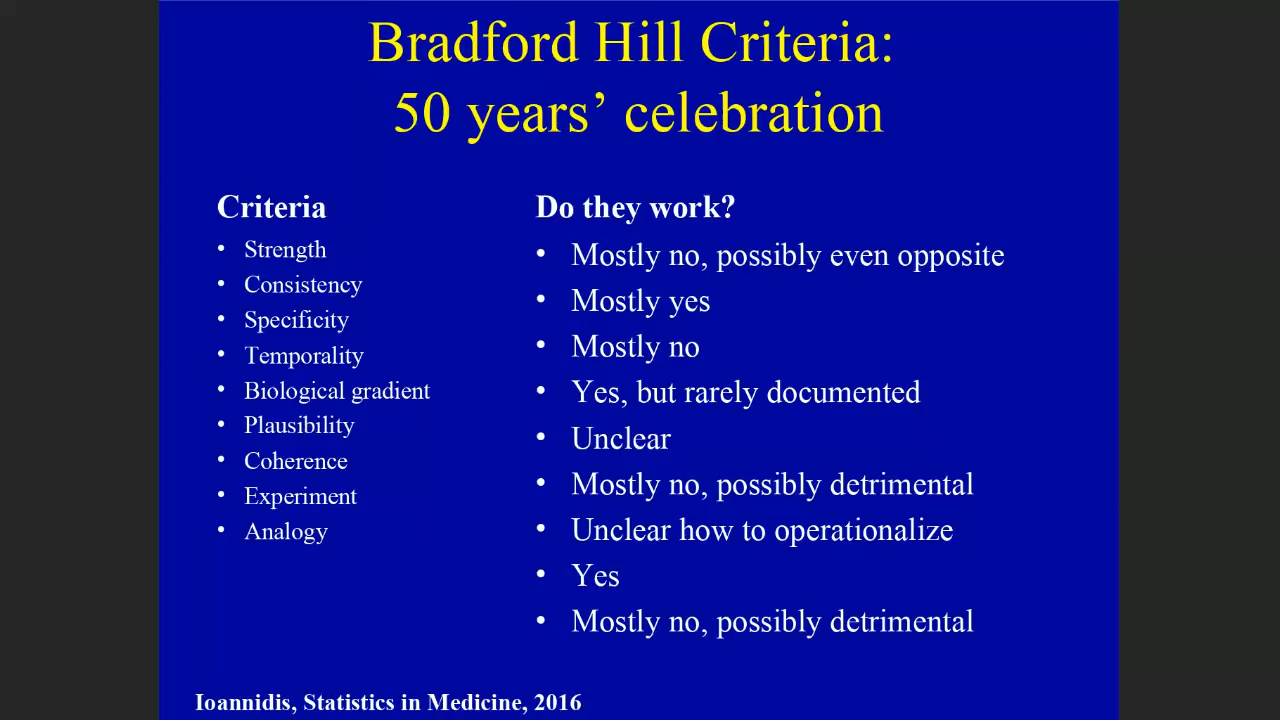 Bradford Hill Criteria:
50 years’ celebration
Criteria
• Strength
• Consistency
• Specificity
• Temporality
• Biological gradient
• Plausibility
• Coherence
• Experiment
• Analogy
Do they work?
• Mostly no, possibly even opposite
• Mostly yes
• Mostly no
• Yes, but rarely documented
• Unclear
• Mostly no, possibly detrimental
• Unclear how to operationalize
• Yes
• Mostly no, possibly detrimental
Ioannidis, Statistics in Medicine, 2016